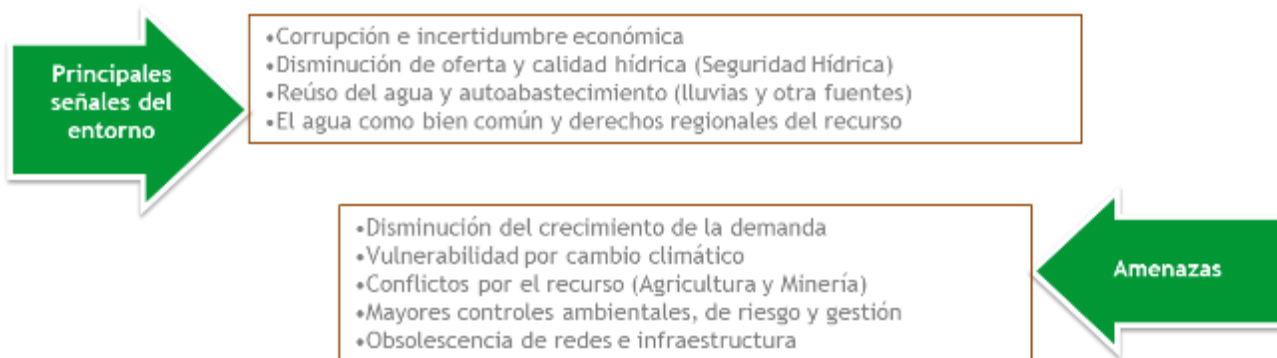 Principales
señales del
entorno
•Corrupción e incertidumbre económica
•Disminución de oferta y calidad hídrica (Seguridad Hídrica)
•Reúso del agua y autoabastecimiento (lluvias y otra fuentes)
•El agua como bien común y derechos regionales del recurso
•Disminución del crecimiento de la demanda
•Vulnerabilidad por cambio climático
•Conflictos por el recurso (Agricultura y Minería)
•Mayores controles ambientales, de riesgo y gestión
•Obsolescencia de redes e infraestructura
Amenazas